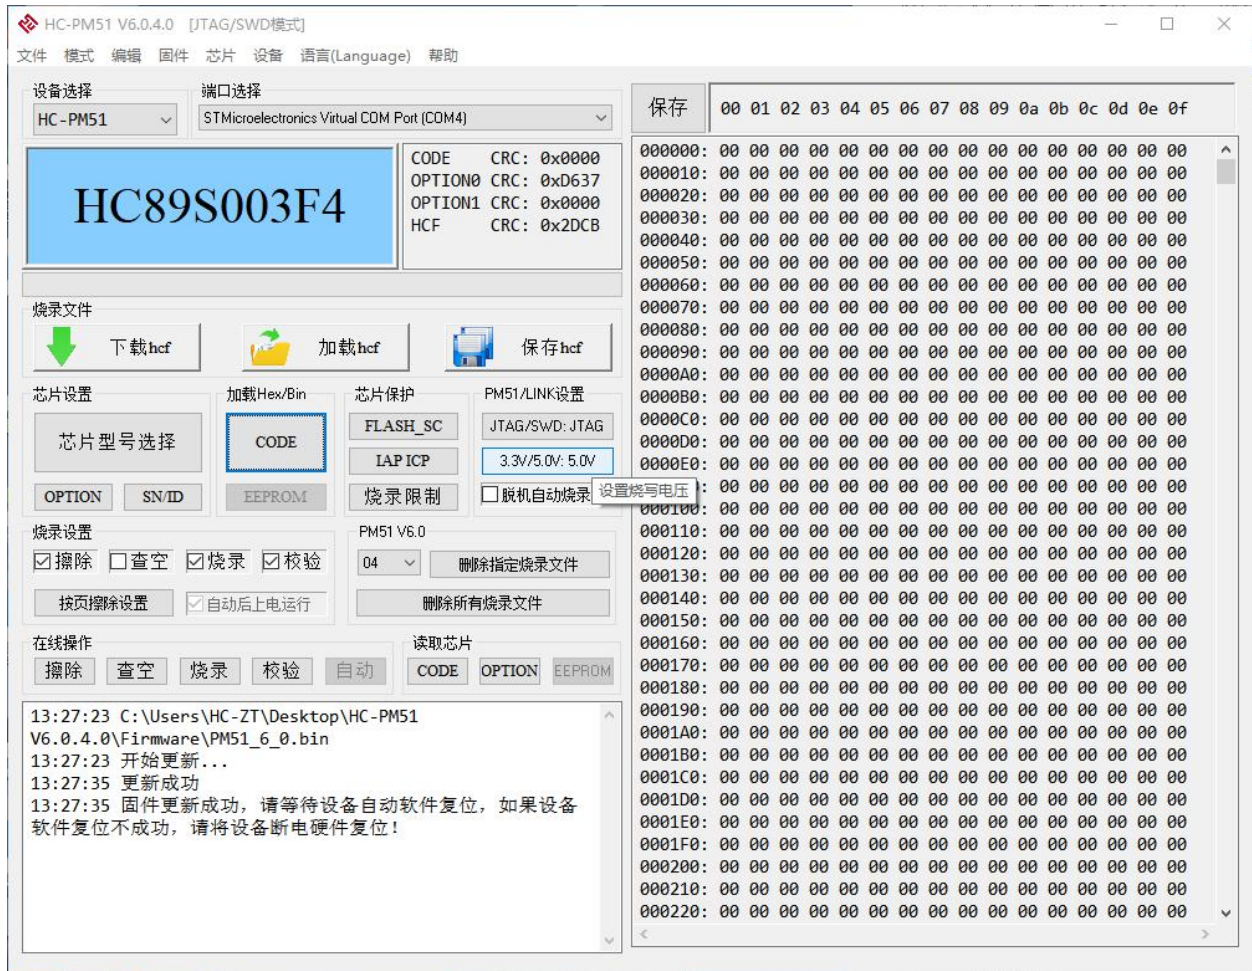 HC-PM51 V6.0.4.0 [JTAG/SWD模式]
文件 模式 编辑 固件 芯片 设备 语言(Language) 帮助
设备选择 端口选择
HC-PM51 STMicroelectronics Virtual COM Port (COM4)
HC89S003F4
CODE CRC: 0x0000
OPTION0 CRC: 0xD637
OPTION1 CRC: 0x0000
HCF CRC: 0x2DCB
烧录文件
下载hcf 加载hcf 保存hcf
芯片设置 加载Hex/Bin 芯片保护 PM51/LINK设置
芯片型号选择 CODE FLASH_SC JTAG/SWD: JTAG
IAP ICP 3.3V/5.0V: 5.0V
OPTION SN/ID EEPROM 烧录限制 脱机自动烧录 设置烧写电压
烧录设置 PM51 V6.0
擦除 查空 烧录 校验 04 删除指定烧录文件
按页擦除设置 自动后上电运行 删除所有烧录文件
在线操作 读取芯片
擦除 查空 烧录 校验 自动 CODE OPTION EEPROM
13:27:23 C:\Users\HC-ZT\Desktop\HC-PM51
V6.0.4.0\Firmware\PM51_6_0.bin
13:27:23 开始更新...
13:27:35 更新成功
13:27:35 固件更新成功，请等待设备自动软件复位，如果设备
软件复位不成功，请将设备断电硬件复位！
保存 00 01 02 03 04 05 06 07 08 09 0a 0b 0c 0d 0e 0f
000000: 00 00 00 00 00 00 00 00 00 00 00 00 00 00 00 00
000010: 00 00 00 00 00 00 00 00 00 00 00 00 00 00 00 00
000020: 00 00 00 00 00 00 00 00 00 00 00 00 00 00 00 00
000030: 00 00 00 00 00 00 00 00 00 00 00 00 00 00 00 00
000040: 00 00 00 00 00 00 00 00 00 00 00 00 00 00 00 00
000050: 00 00 00 00 00 00 00 00 00 00 00 00 00 00 00 00
000060: 00 00 00 00 00 00 00 00 00 00 00 00 00 00 00 00
000070: 00 00 00 00 00 00 00 00 00 00 00 00 00 00 00 00
000080: 00 00 00 00 00 00 00 00 00 00 00 00 00 00 00 00
000090: 00 00 00 00 00 00 00 00 00 00 00 00 00 00 00 00
0000A0: 00 00 00 00 00 00 00 00 00 00 00 00 00 00 00 00
0000B0: 00 00 00 00 00 00 00 00 00 00 00 00 00 00 00 00
0000C0: 00 00 00 00 00 00 00 00 00 00 00 00 00 00 00 00
0000D0: 00 00 00 00 00 00 00 00 00 00 00 00 00 00 00 00
0000E0: 00 00 00 00 00 00 00 00 00 00 00 00 00 00 00 00
: 00 00 00 00 00 00 00 00 00 00 00 00 00 00 00 00
000100: 00 00 00 00 00 00 00 00 00 00 00 00 00 00 00 00
000110: 00 00 00 00 00 00 00 00 00 00 00 00 00 00 00 00
000120: 00 00 00 00 00 00 00 00 00 00 00 00 00 00 00 00
000130: 00 00 00 00 00 00 00 00 00 00 00 00 00 00 00 00
000140: 00 00 00 00 00 00 00 00 00 00 00 00 00 00 00 00
000150: 00 00 00 00 00 00 00 00 00 00 00 00 00 00 00 00
000160: 00 00 00 00 00 00 00 00 00 00 00 00 00 00 00 00
000170: 00 00 00 00 00 00 00 00 00 00 00 00 00 00 00 00
000180: 00 00 00 00 00 00 00 00 00 00 00 00 00 00 00 00
000190: 00 00 00 00 00 00 00 00 00 00 00 00 00 00 00 00
0001A0: 00 00 00 00 00 00 00 00 00 00 00 00 00 00 00 00
0001B0: 00 00 00 00 00 00 00 00 00 00 00 00 00 00 00 00
0001C0: 00 00 00 00 00 00 00 00 00 00 00 00 00 00 00 00
0001D0: 00 00 00 00 00 00 00 00 00 00 00 00 00 00 00 00
0001E0: 00 00 00 00 00 00 00 00 00 00 00 00 00 00 00 00
0001F0: 00 00 00 00 00 00 00 00 00 00 00 00 00 00 00 00
000200: 00 00 00 00 00 00 00 00 00 00 00 00 00 00 00 00
000210: 00 00 00 00 00 00 00 00 00 00 00 00 00 00 00 00
000220: 00 00 00 00 00 00 00 00 00 00 00 00 00 00 00 00